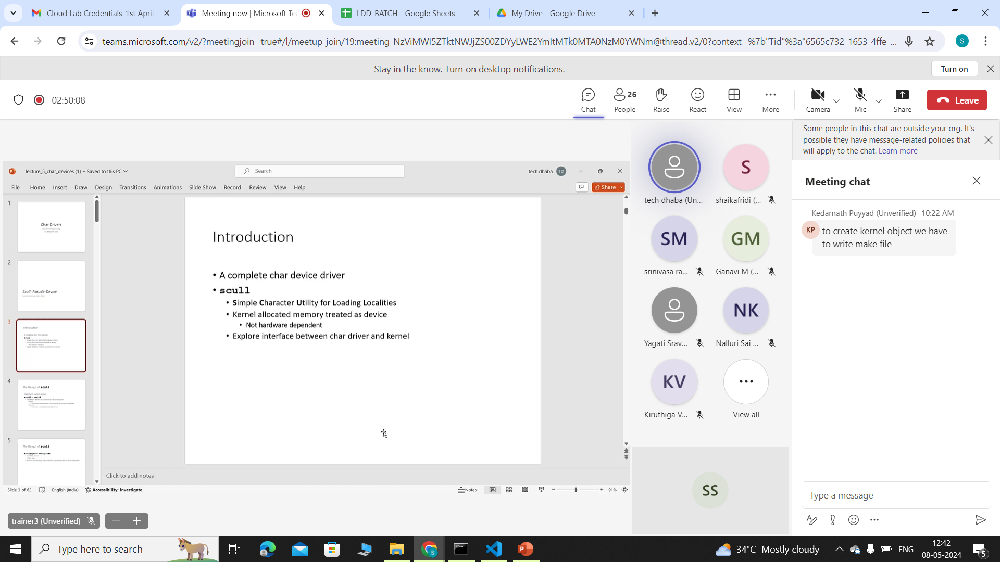 Cloud Lab Credentials_1st April
Meeting now | Microsoft Te
LDD_BATCH - Google Sheets
My Drive - Google Drive
teams.microsoft.com/v2/?meetingjoin=true#/l/meetup-join/19:meeting_NzViMWI5ZTktNWJjZS00ZDYyLWE2YmItMTk0MTA0NzM0YWNm@thread.v2/0?context=%7b"Tid"%3a"6565c732-1653-4ffe-...
S
Stay in the know. Turn on desktop notifications.
Turn on
02:50:08
Chat
26
People
Raise
React
View
More
Camera
Mic
Share
Leave
lecture_5_char_devices (1) • Saved to this PC
Search
tech dhaba TD
File Home Insert Draw Design Transitions Animations Slide Show Record Review View Help
Share
1
Char Drivers
2
Scull: Pseudo-Device
3
Introduction
4
The Design of scull
5
The Design of scull
Introduction
• A complete char device driver
• scull
• Simple Character Utility for Loading Localities
• Kernel allocated memory treated as device
• Not hardware dependent
• Explore interface between char driver and kernel
Click to add notes
Slide 3 of 62
English (India)
Accessibility: Investigate
Notes
91%
trainer3 (Unverified)
tech dhaba (Un...
S
shaikafridi (...
SM
srinivasa ra...
GM
Ganavi M (...
Yagati Srav...
NK
Nalluri Sai ...
KV
Kiruthiga V...
View all
SS
Some people in this chat are outside your org. It's
possible they have message-related policies that
will apply to the chat. Learn more
Meeting chat
Kedarnath Puyyad (Unverified) 10:22 AM
KP
to create kernel object we have
to write make file
Type a message
Type here to search
S
34°C Mostly cloudy
ENG
12:42
08-05-2024
5